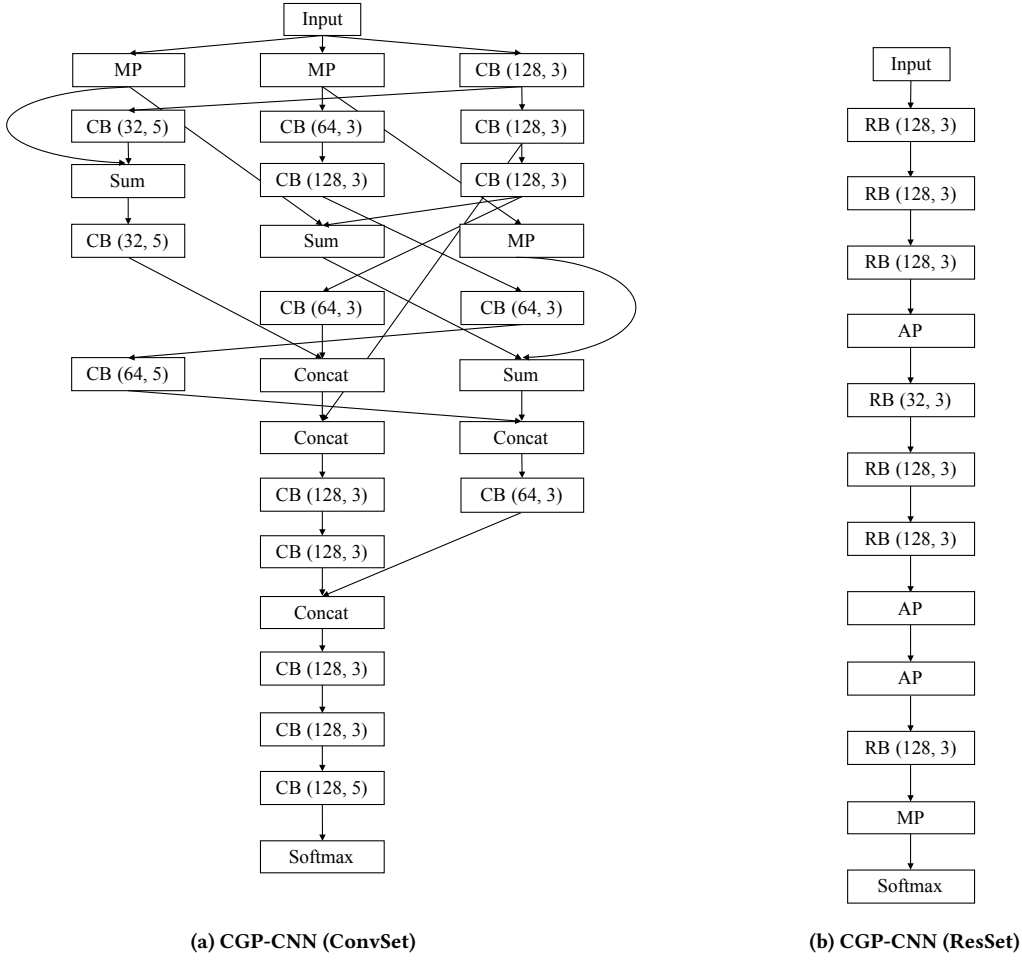 Input
MP
MP
CB (128, 3)
CB (32, 5)
CB (64, 3)
CB (128, 3)
Sum
CB (128, 3)
CB (128, 3)
CB (32, 5)
Sum
MP
CB (64, 3)
CB (64, 3)
CB (64, 5)
Concat
Sum
Concat
Concat
CB (128, 3)
CB (64, 3)
CB (128, 3)
Concat
CB (128, 3)
CB (128, 3)
CB (128, 5)
Softmax
(a) CGP-CNN (ConvSet)
Input
RB (128, 3)
RB (128, 3)
RB (128, 3)
AP
RB (32, 3)
RB (128, 3)
RB (128, 3)
AP
AP
RB (128, 3)
MP
Softmax
(b) CGP-CNN (ResSet)